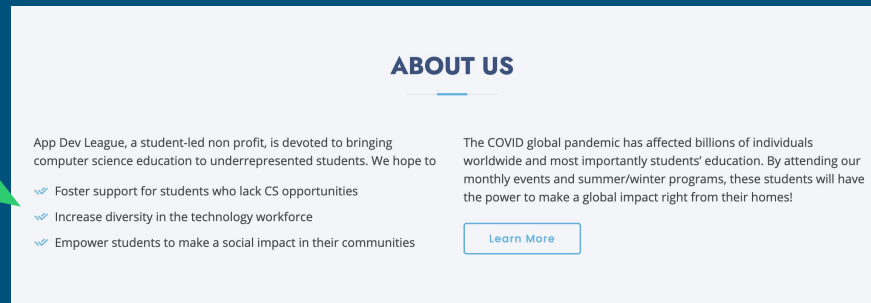 ABOUT US
App Dev League, a student-led non profit, is devoted to bringing
computer science education to underrepresented students. We hope to
Foster support for students who lack CS opportunities
Increase diversity in the technology workforce
Empower students to make a social impact in their communities
The COVID global pandemic has affected billions of individuals
worldwide and most importantly students’ education. By attending our
monthly events and summer/winter programs, these students will have
the power to make a global impact right from their homes!
Learn More